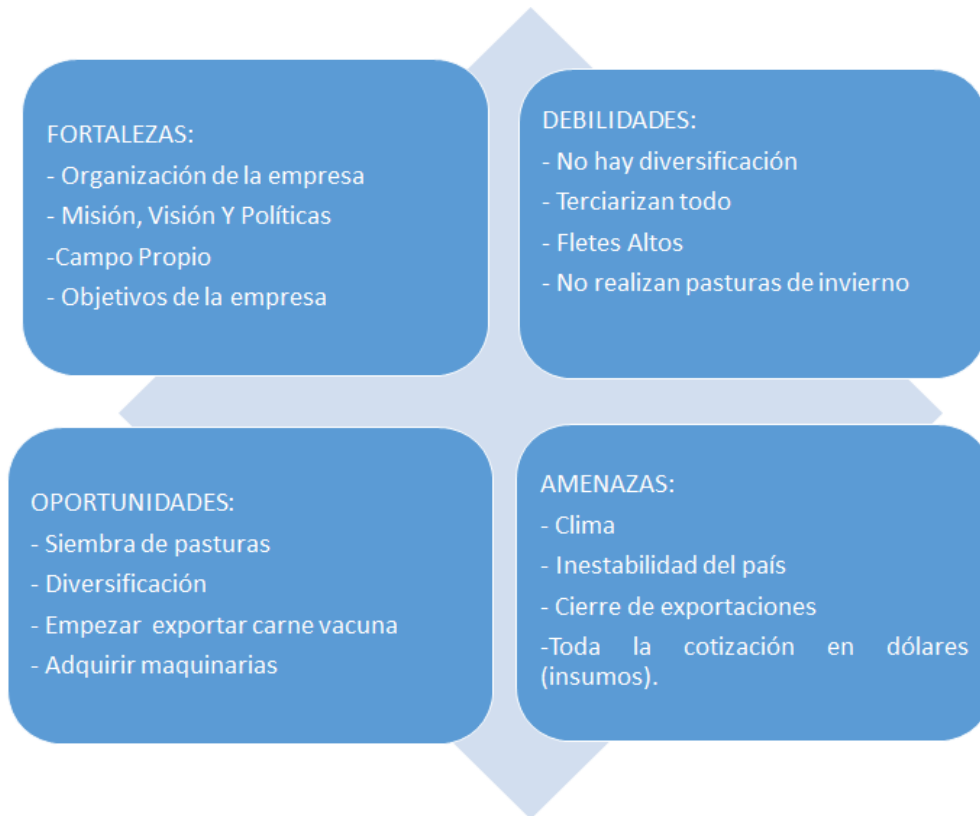 FORTALEZAS:
- Organización de la empresa
- Misión, Visión Y Políticas
-Campo Propio
- Objetivos de la empresa
DEBILIDADES:
- No hay diversificación
- Terciarizan todo
- Fletes Altos
- No realizan pasturas de invierno
OPORTUNIDADES:
- Siembra de pasturas
- Diversificación
- Empezar exportar carne vacuna
- Adquirir maquinarias
AMENAZAS:
- Clima
- Inestabilidad del país
- Cierre de exportaciones
-Toda la cotización en dólares
(insumos).